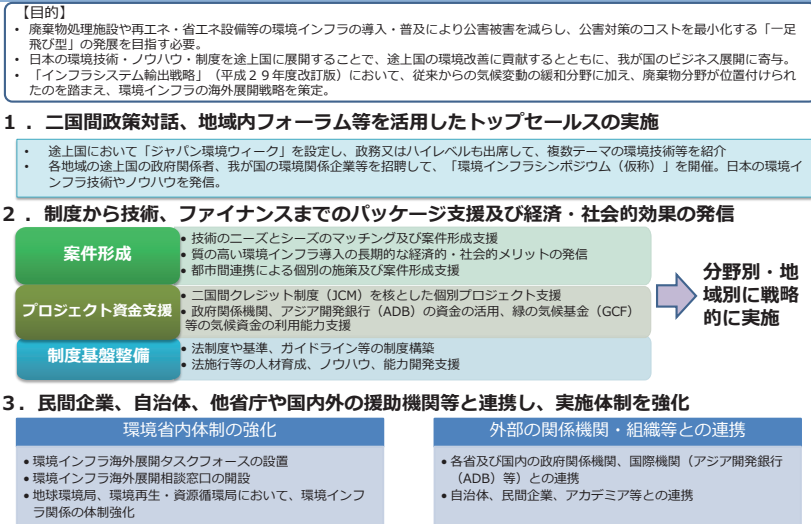 【目的】
• 廃棄物処理施設や再エネ・省エネ設備等の環境インフラの導入・普及により公害被害を減らし、公害対策のコストを最小化する「一足
飛び型」の発展を目指す必要。
• 日本の環境技術・ノウハウ・制度を途上国に展開することで、途上国の環境改善に貢献するとともに、我が国のビジネス展開に寄与。
• 「インフラシステム輸出戦略」（平成２９年度改訂版）において、従来からの気候変動の緩和分野に加え、廃棄物分野が位置付けられ
たのを踏まえ、環境インフラの海外展開戦略を策定。
１．二国間政策対話、地域内フォーラム等を活用したトップセールスの実施
• 途上国において「ジャパン環境ウィーク」を設定し、政務又はハイレベルも出席して、複数テーマの環境技術等を紹介
• 各地域の途上国の政府関係者、我が国の環境関係企業等を招聘して、「環境インフラシンポジウム（仮称）」を開催。日本の環境イ
ンフラ技術やノウハウを発信。
２．制度から技術、ファイナンスまでのパッケージ支援及び経済・社会的効果の発信
案件形成
• 技術のニーズとシーズのマッチング及び案件形成支援
• 質の高い環境インフラ導入の長期的な経済的・社会的メリットの発信
• 都市間連携による個別の施策及び案件形成支援
プロジェクト資金支援
• 二国間クレジット制度（JCM）を核とした個別プロジェクト支援
• 政府関係機関、アジア開発銀行（ADB）の資金の活用、緑の気候基金（GCF）
等の気候資金の利用能力支援
制度基盤整備
• 法制度や基準、ガイドライン等の制度構築
• 法施行等の人材育成、ノウハウ、能力開発支援
分野別・地
域別に戦略
的に実施
３．民間企業、自治体、他省庁や国内外の援助機関等と連携し、実施体制を強化
環境省内体制の強化
• 環境インフラ海外展開タスクフォースの設置
• 環境インフラ海外展開相談窓口の開設
• 地球環境局、環境再生・資源循環局において、環境インフ
ラ関係の体制強化
外部の関係機関・組織等との連携
• 各省及び国内の政府関係機関、国際機関（アジア開発銀行
（ADB）等）との連携
• 自治体、民間企業、アカデミア等との連携